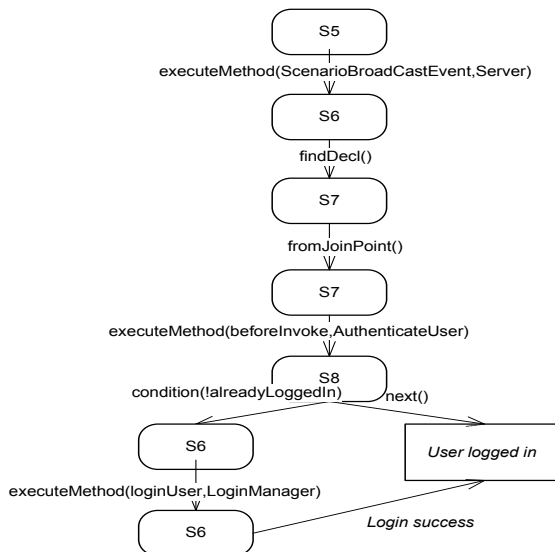 S5
executeMethod(ScenarioBroadCastEvent,Server)
S6
findDecl()
S7
fromJoinPoint()
S7
executeMethod(beforeInvoke,AuthenticateUser)
S8
condition(!alreadyLoggedIn)
next()
S6
User logged in
executeMethod(loginUser,LoginManager)
S6
Login success